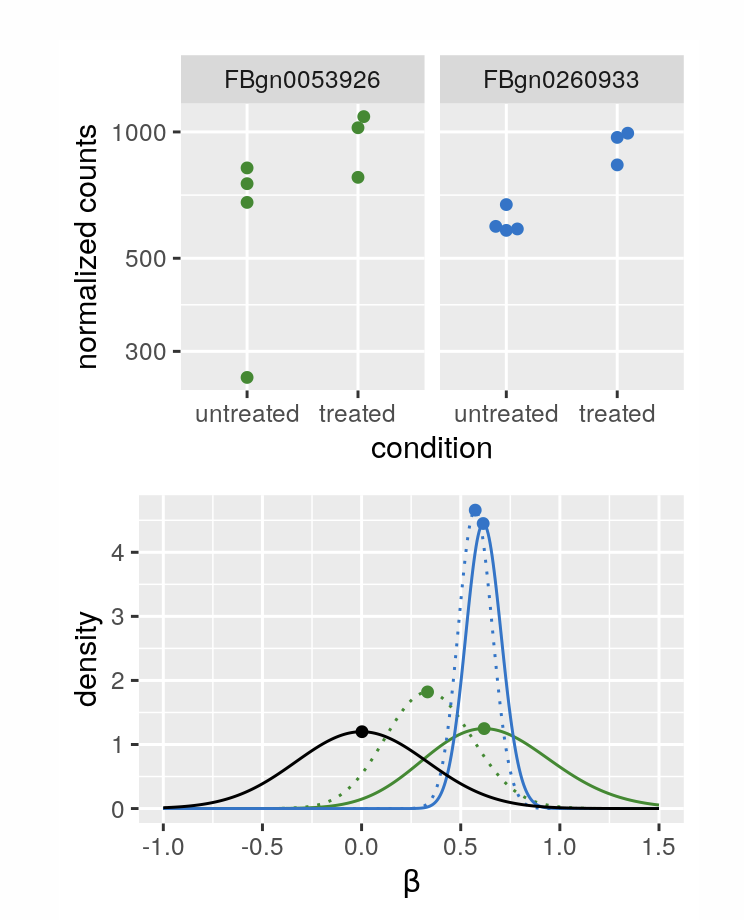 FBgn0053926 FBgn0260933
normalized counts
1000
500
300
untreated treated untreated treated
condition
density
4
3
2
1
0
-1.0 -0.5 0.0 0.5 1.0 1.5
β